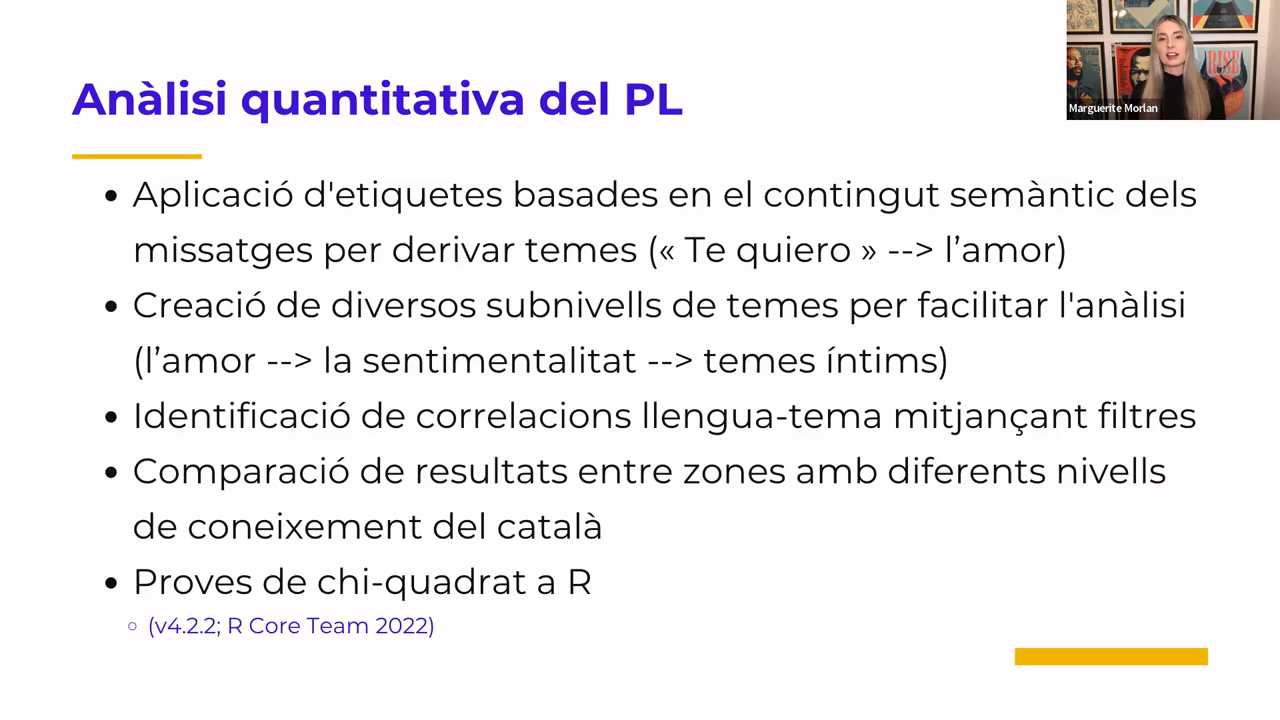 Anàlisi quantitativa del PL
Marguerite Morlan
RISE
• Aplicació d'etiquetes basades en el contingut semàntic dels
missatges per derivar temes (« Te quiero » --> l’amor)
• Creació de diversos subnivells de temes per facilitar l'anàlisi
(l’amor --> la sentimentalitat --> temes íntims)
• Identificació de correlacions llengua-tema mitjançant filtres
• Comparació de resultats entre zones amb diferents nivells
de coneixement del català
• Proves de chi-quadrat a R
◦ (v4.2.2; R Core Team 2022)